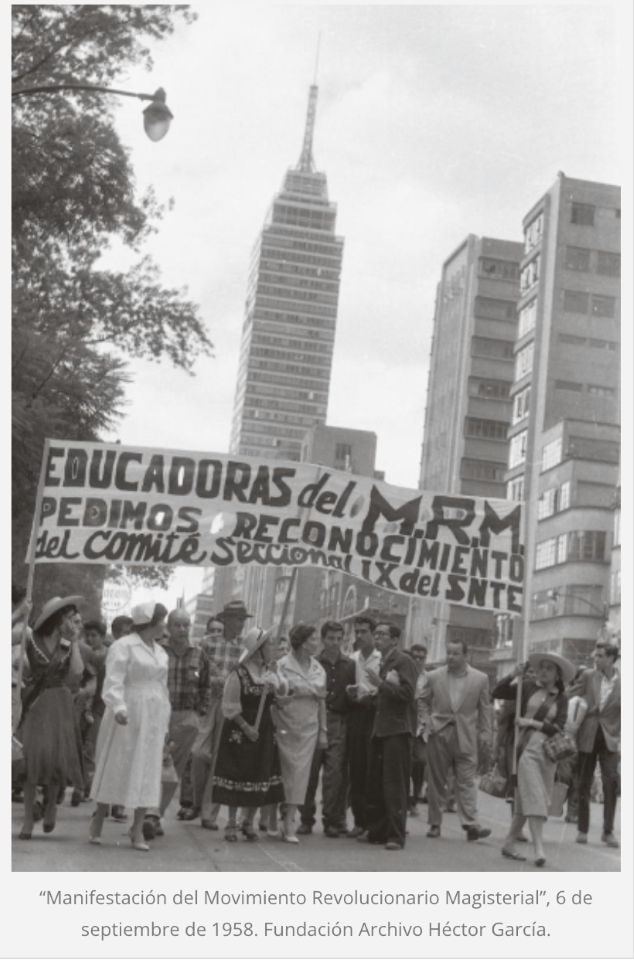 EDUCADORAS del M.R.M.
PEDIMOS RECONOCIMIENTO
del comité seccional IX del SNTE
“Manifestación del Movimiento Revolucionario Magisterial”, 6 de
septiembre de 1958. Fundación Archivo Héctor García.